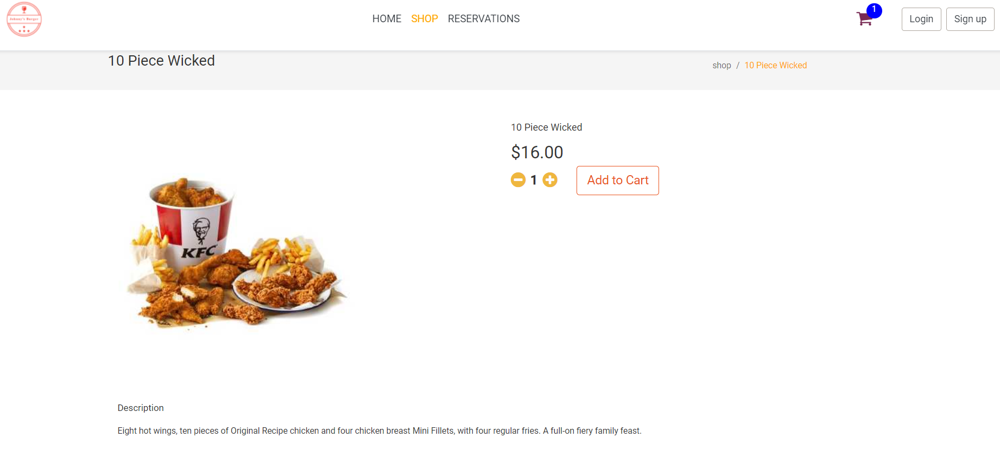 Johnny's Burger
HOME SHOP RESERVATIONS
1
Login Sign up
10 Piece Wicked
shop / 10 Piece Wicked
10 Piece Wicked
$16.00
1
Add to Cart
KFC
Description
Eight hot wings, ten pieces of Original Recipe chicken and four chicken breast Mini Fillets, with four regular fries. A full-on fiery family feast.